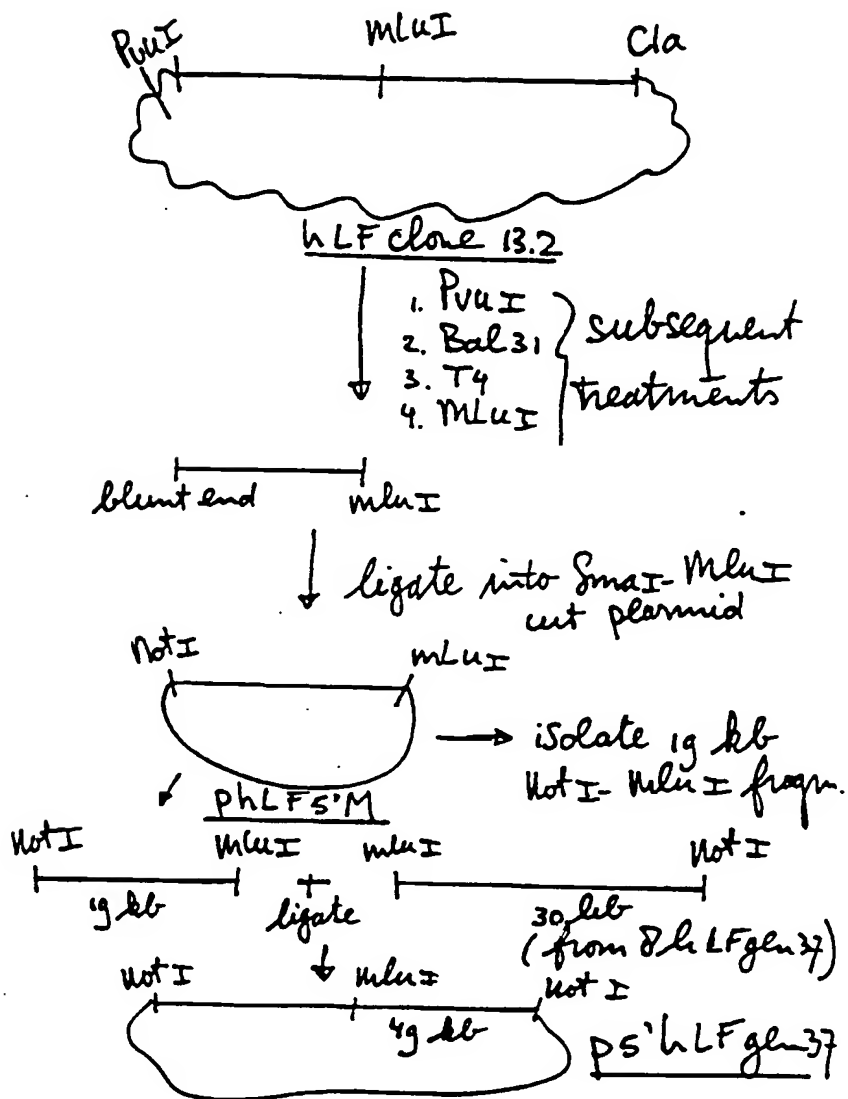 PvuI mLuI Cla
hLF clone 13.2
1. PvuI
2. Bal31
3. T4
4. MLuI
subsequent
treatments
blunt end mluI
ligate into SmaI-MluI
cut plasmid
NotI mLuI
isolate 19 kb
NotI-MluI fragm.
phLF5'M
NotI mluI mluI NotI
19 kb + ligate 30 kb
(from 8hLFgen37)
NotI mluI NotI
49 kb
p5'hLFgen37